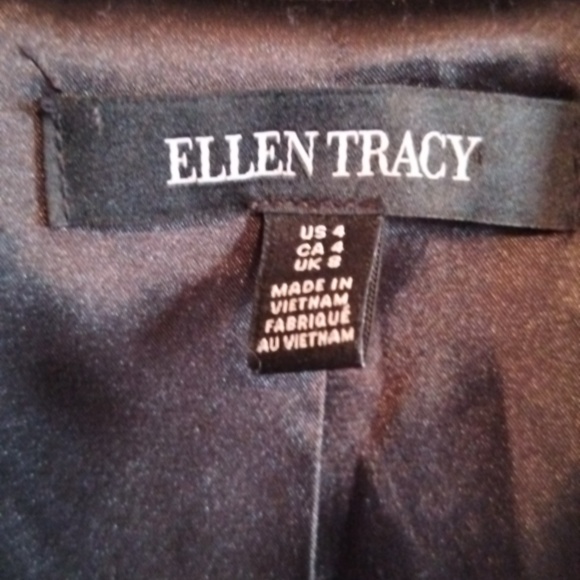 ELLEN TRACY
US 4
CA 4
UK 8
MADE IN
VIETNAM
FABRIQUÉ
AU VIETNAM